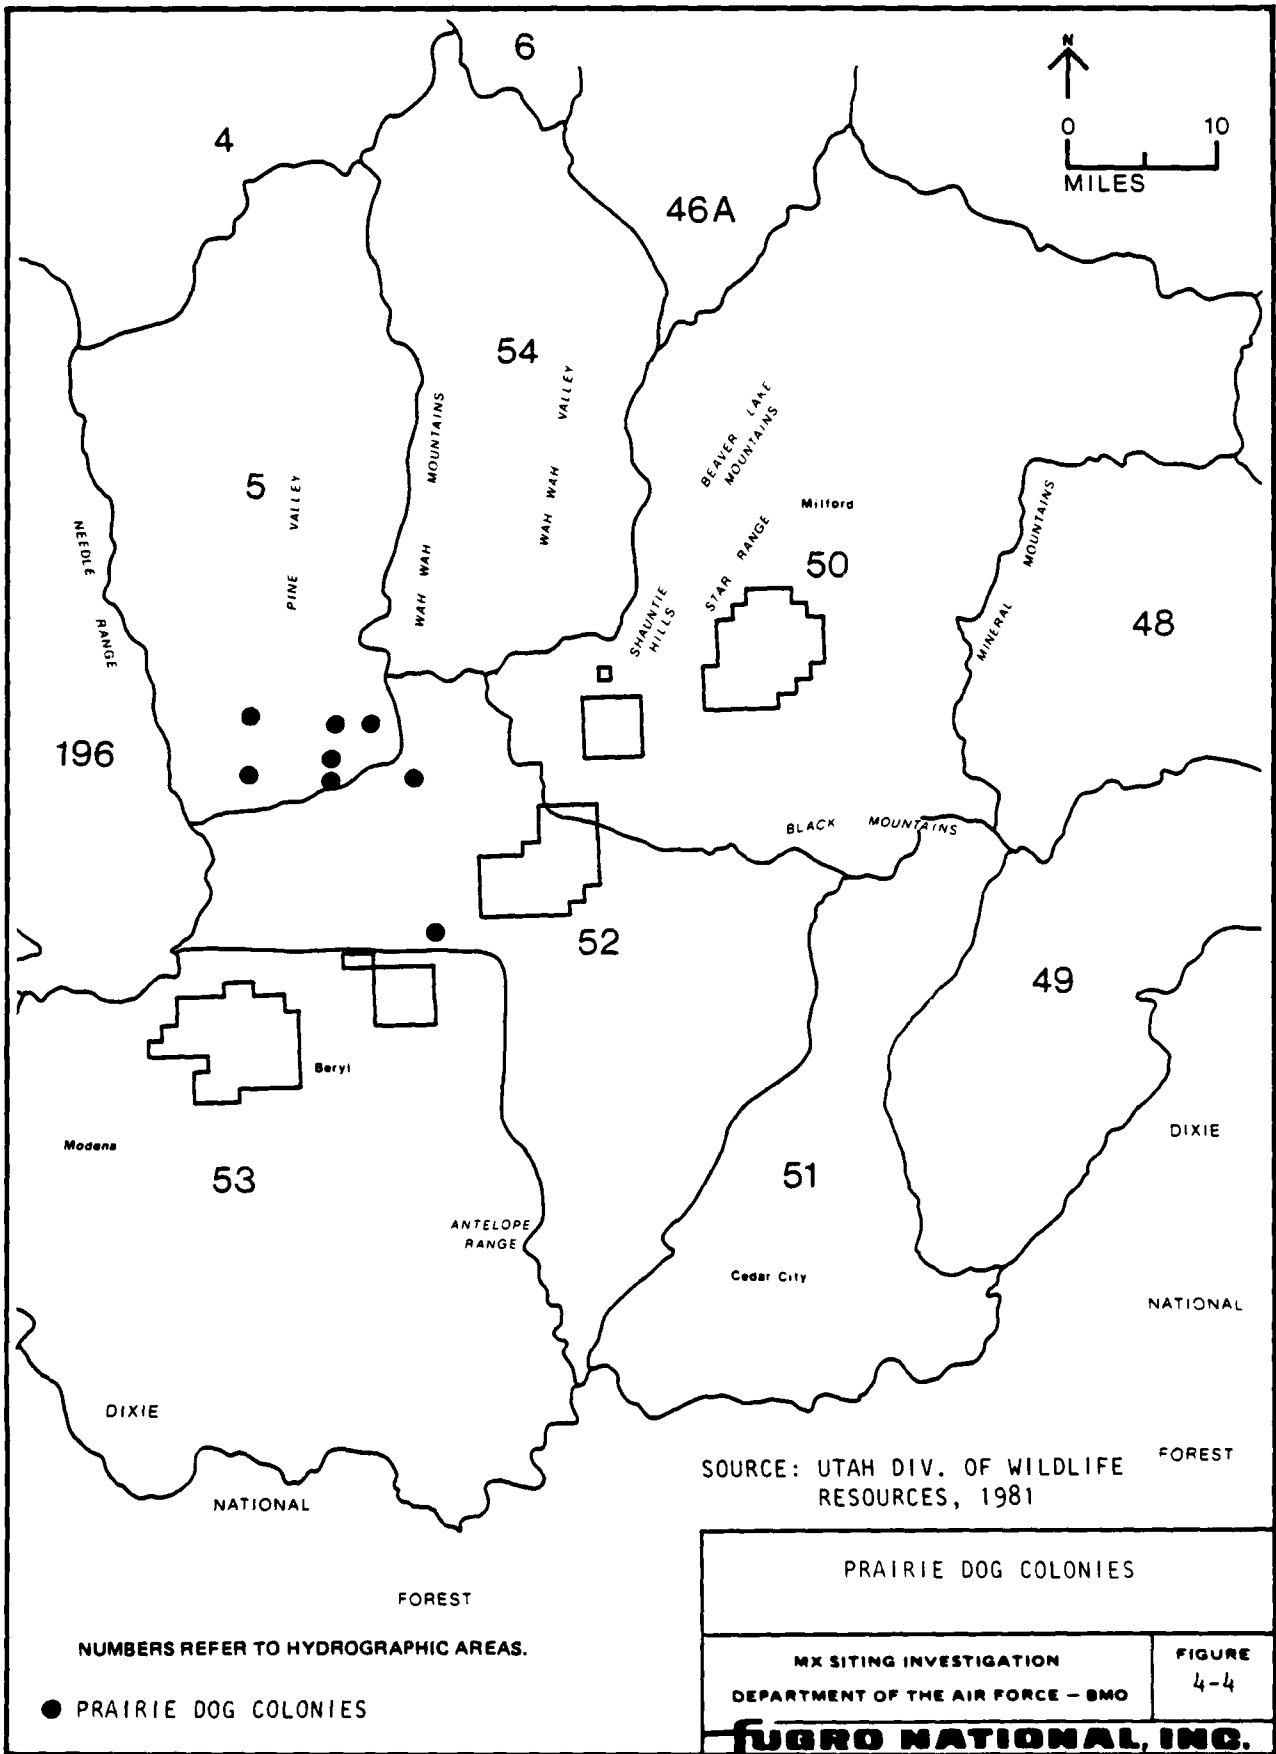 6
N
4
0 10
MILES
46A
54
WAH WAH VALLEY
WAH WAH MOUNTAINS
BEAVER LAKE
MOUNTAINS
5
PINE VALLEY
Milford
NEEDLE RANGE
STAR RANGE
50
MINERAL MOUNTAINS
SHAUNTIE
HILLS
48
196
BLACK MOUNTAINS
52
49
Beryl
Modena
DIXIE
53
51
ANTELOPE
RANGE
Cedar City
NATIONAL
DIXIE
FOREST
SOURCE: UTAH DIV. OF WILDLIFE
RESOURCES, 1981
NATIONAL
PRAIRIE DOG COLONIES
FOREST
NUMBERS REFER TO HYDROGRAPHIC AREAS.
MX SITING INVESTIGATION
DEPARTMENT OF THE AIR FORCE – BMO
FIGURE
4-4
PRAIRIE DOG COLONIES
fUGRO NATIONAL, INC.